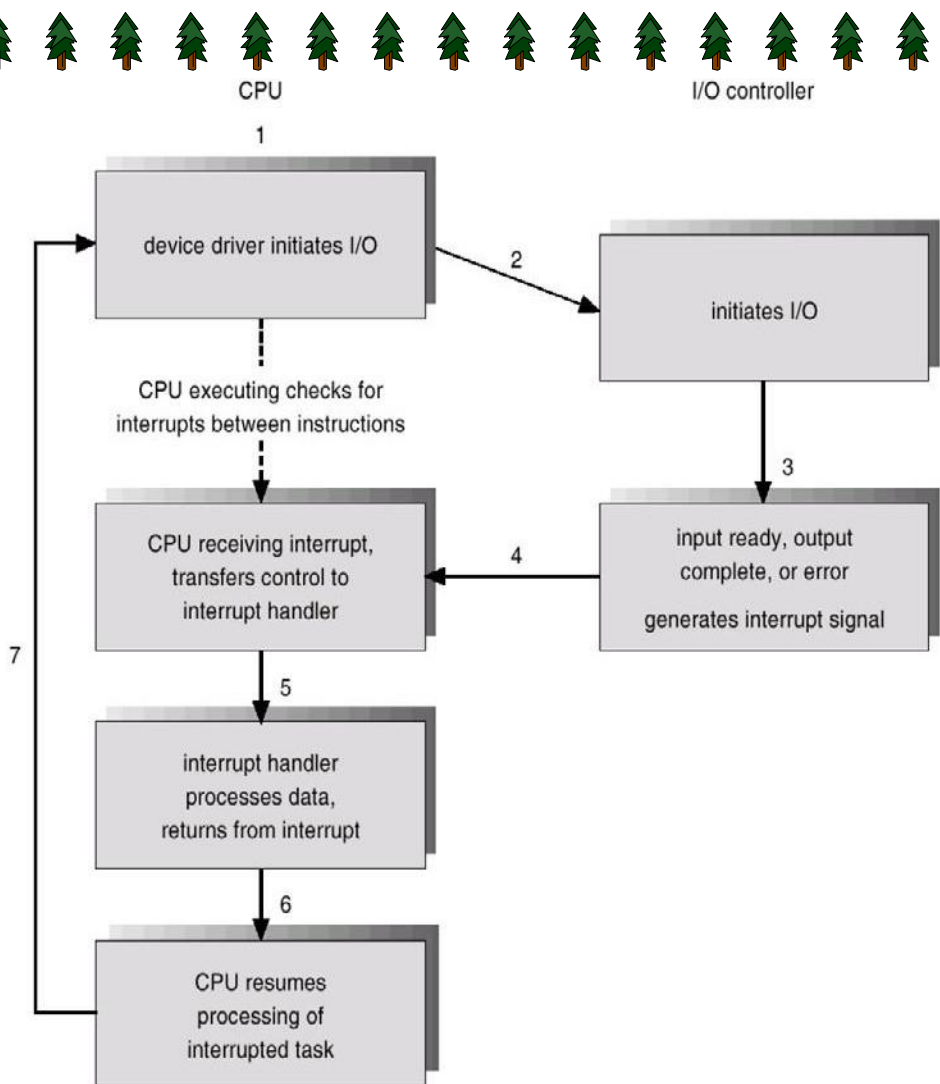 CPU
I/O controller
1
device driver initiates I/O
2
initiates I/O
CPU executing checks for
interrupts between instructions
3
CPU receiving interrupt,
transfers control to
interrupt handler
4
input ready, output
complete, or error
generates interrupt signal
7
5
interrupt handler
processes data,
returns from interrupt
6
CPU resumes
processing of
interrupted task